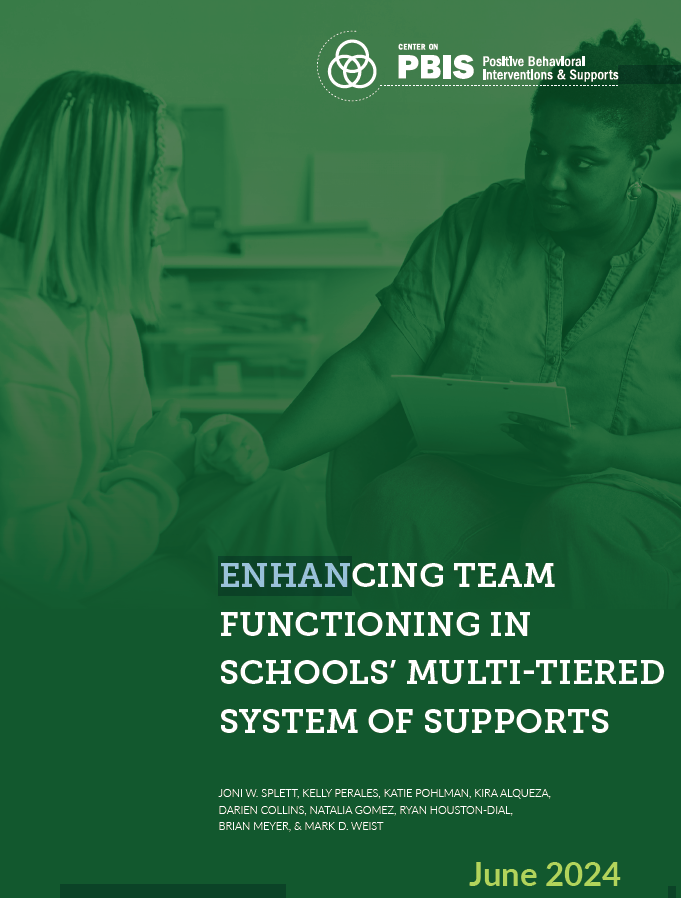 CENTER ON
PBIS Positive Behavioral
Interventions & Supports
ENHANCING TEAM
FUNCTIONING IN
SCHOOLS’ MULTI-TIERED
SYSTEM OF SUPPORTS
JONI W. SPLETT, KELLY PERALES, KATIE POHLMAN, KIRA ALQUEZA,
DARIEN COLLINS, NATALIA GOMEZ, RYAN HOUSTON-DIAL,
BRIAN MEYER, & MARK D. WEIST
June 2024